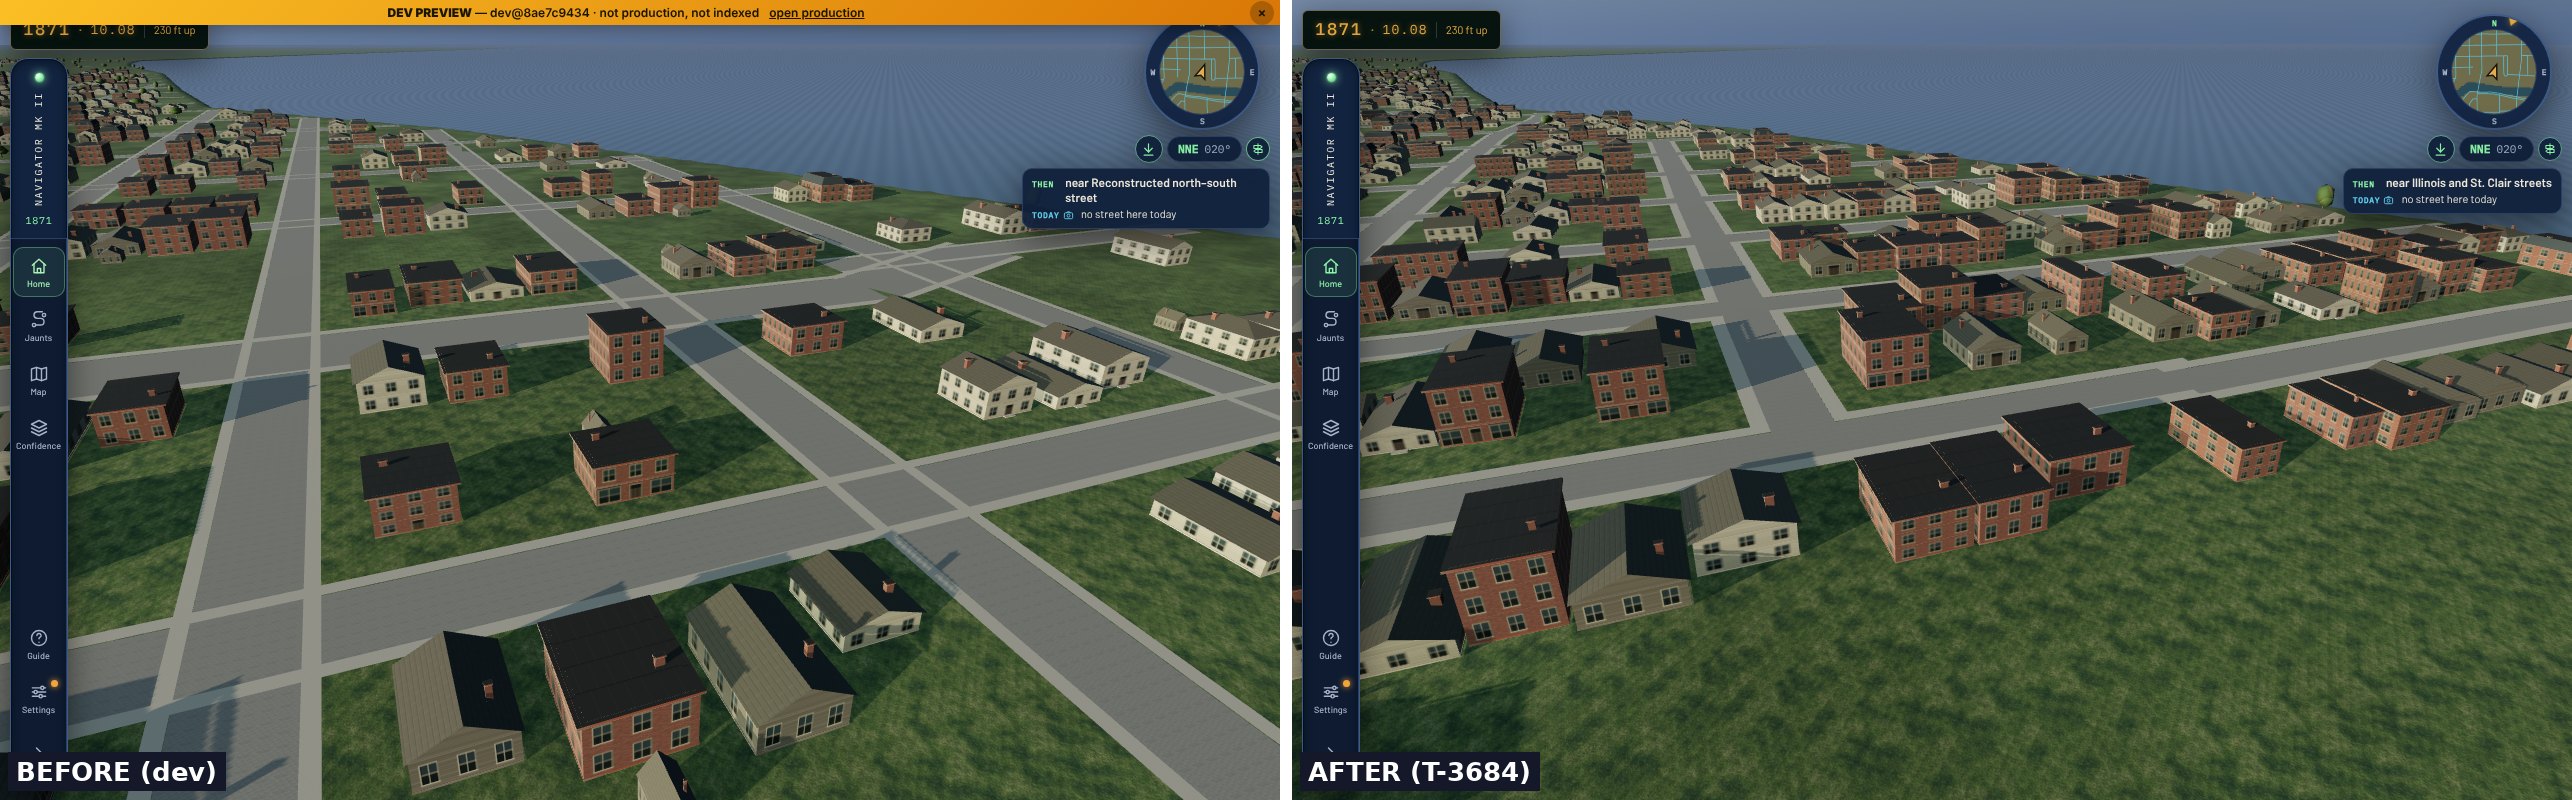 DEV PREVIEW — dev@8ae7c9434 · not production, not indexed open production ×
1871 · 10.08 230 ft up
NAVIGATOR MK II
1871
Home
Jaunts
Map
Confidence
Guide
Settings
W E
S
NNE 020°
THEN near Reconstructed north–south
street
TODAY no street here today
BEFORE (dev)
1871 · 10.08 230 ft up
NAVIGATOR MK II
1871
Home
Jaunts
Map
Confidence
Guide
Settings
N
W E
S
NNE 020°
THEN near Illinois and St. Clair streets
TODAY no street here today
AFTER (T-3684)